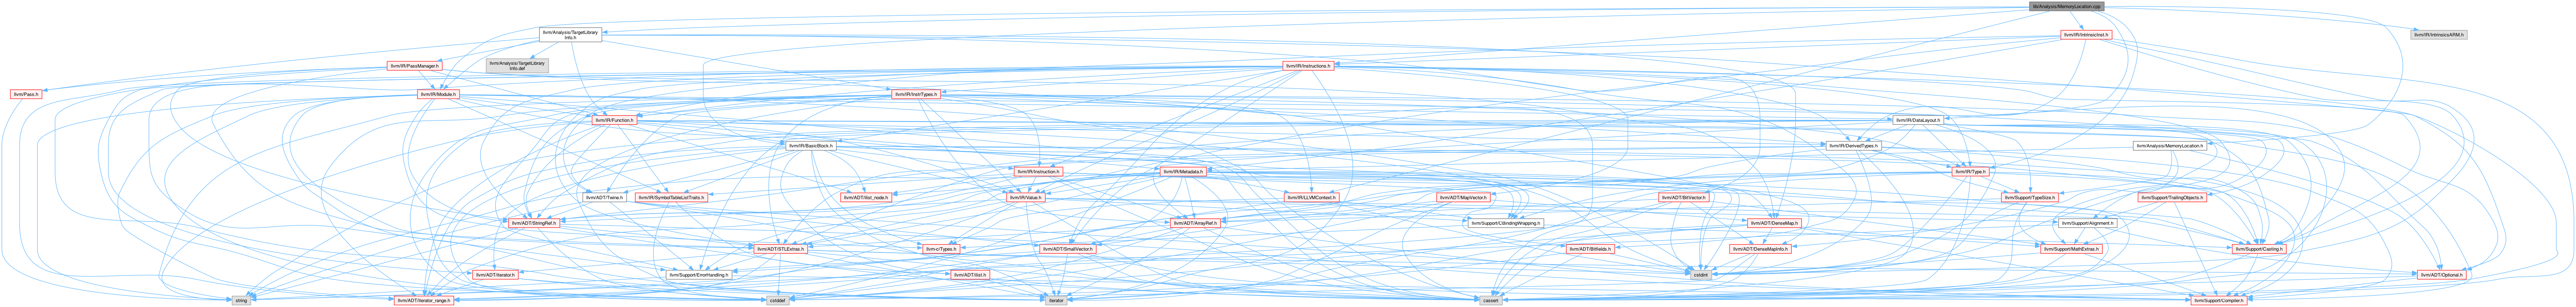 lib/Analysis/MemoryLocation.cpp
llvm/Analysis/TargetLibrary
Info.h
llvm/IR/IntrinsicInst.h
llvm/IR/IntrinsicsARM.h
llvm/IR/PassManager.h
llvm/Analysis/TargetLibrary
Info.def
llvm/IR/Instructions.h
llvm/Pass.h
llvm/IR/Module.h
llvm/IR/InstrTypes.h
llvm/IR/Function.h
llvm/IR/DataLayout.h
llvm/IR/BasicBlock.h
llvm/IR/DerivedTypes.h
llvm/Analysis/MemoryLocation.h
llvm/IR/Instruction.h
llvm/IR/Metadata.h
llvm/IR/Type.h
llvm/ADT/Twine.h
llvm/IR/SymbolTableListTraits.h
llvm/ADT/ilist_node.h
llvm/IR/Value.h
llvm/IR/LLVMContext.h
llvm/ADT/MapVector.h
llvm/ADT/BitVector.h
llvm/Support/TypeSize.h
llvm/Support/TrailingObjects.h
llvm/ADT/StringRef.h
llvm/ADT/ArrayRef.h
llvm/Support/CBindingWrapping.h
llvm/ADT/DenseMap.h
llvm/Support/Alignment.h
llvm/ADT/STLExtras.h
llvm-c/Types.h
llvm/ADT/SmallVector.h
llvm/ADT/Bitfields.h
llvm/ADT/DenseMapInfo.h
llvm/Support/MathExtras.h
llvm/Support/Casting.h
llvm/ADT/iterator.h
llvm/Support/ErrorHandling.h
llvm/ADT/ilist.h
cstdint
llvm/ADT/Optional.h
string
llvm/ADT/iterator_range.h
cstddef
iterator
cassert
llvm/Support/Compiler.h